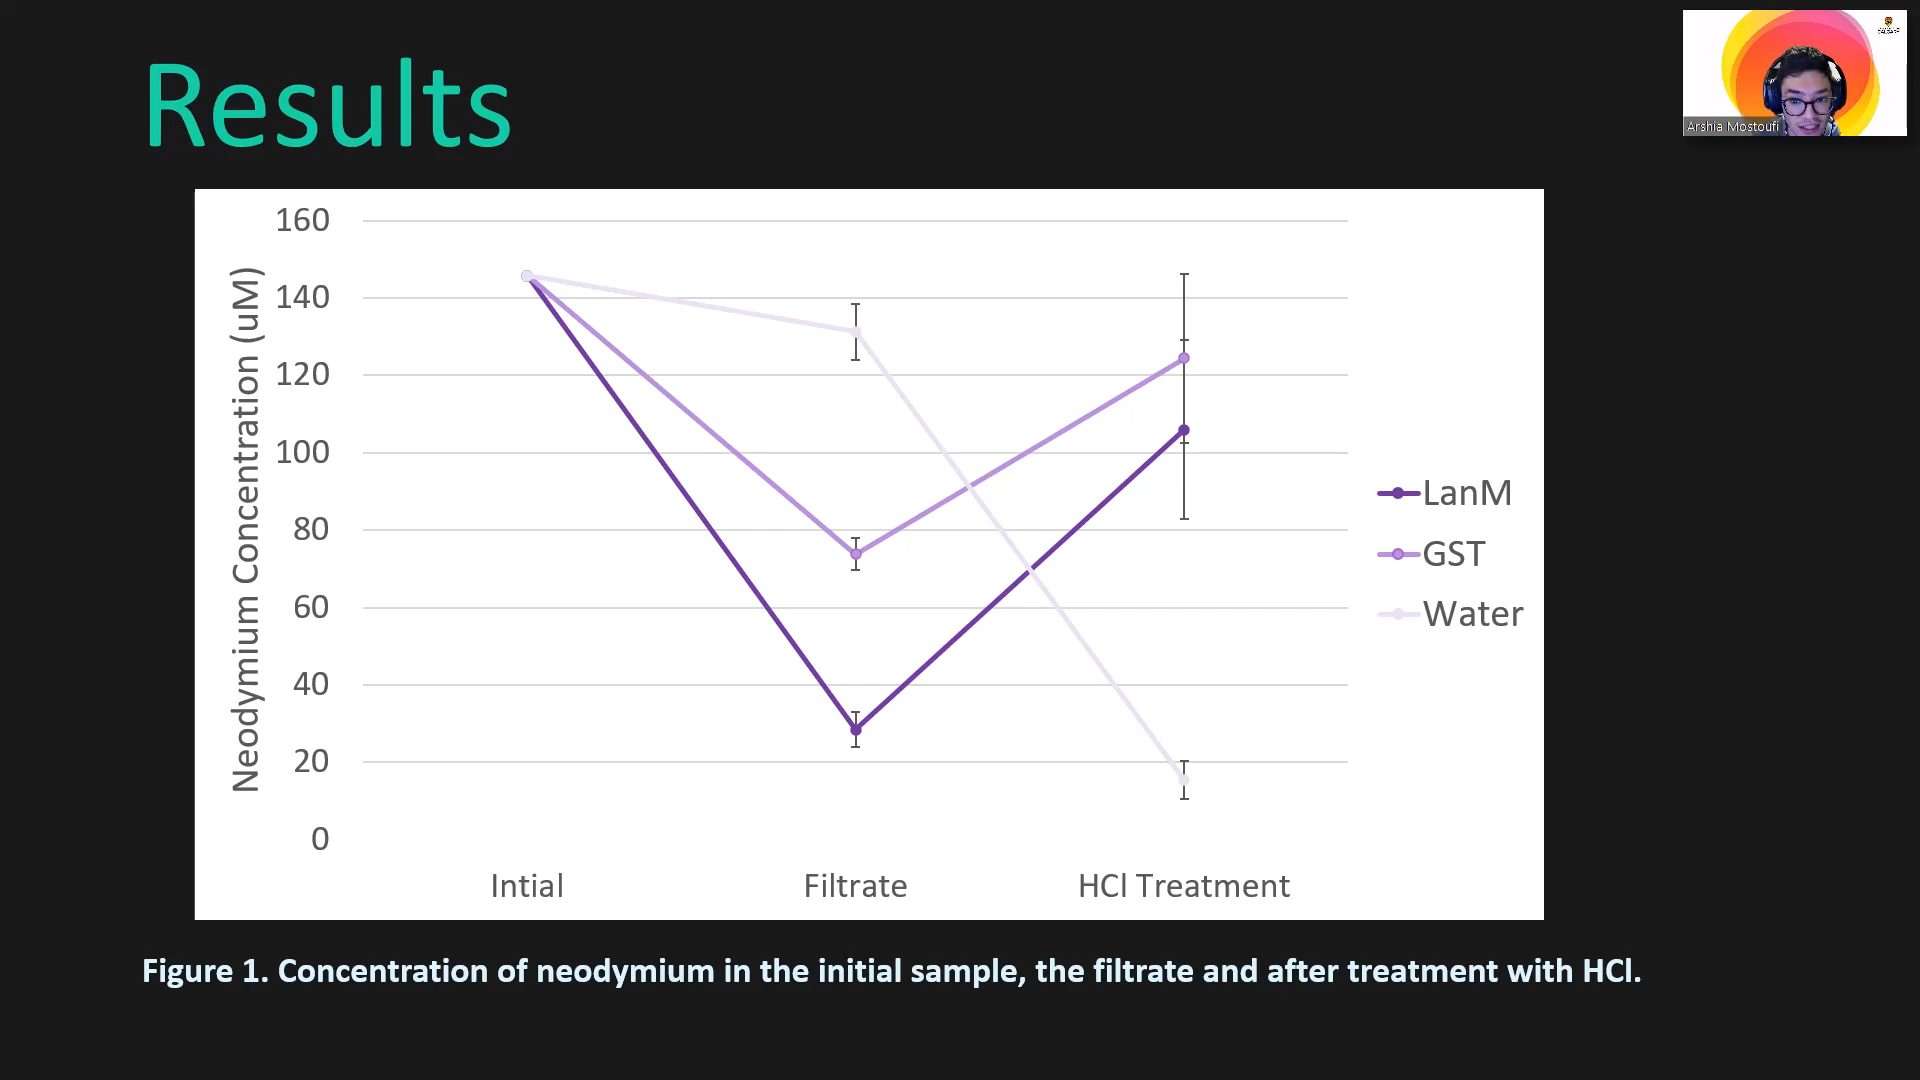 Results
Arshia Mostoufi
160
140
120
100
80
60
40
20
0
Neodymium Concentration (uM)
Intial
Filtrate
HCl Treatment
LanM
GST
Water
Figure 1. Concentration of neodymium in the initial sample, the filtrate and after treatment with HCl.